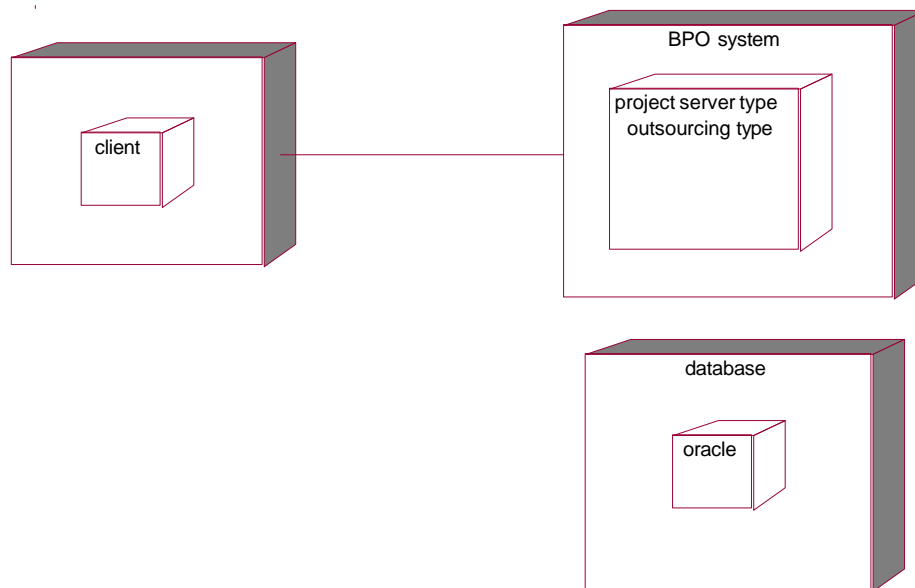 BPO system
project server type
outsourcing type
client
database
oracle